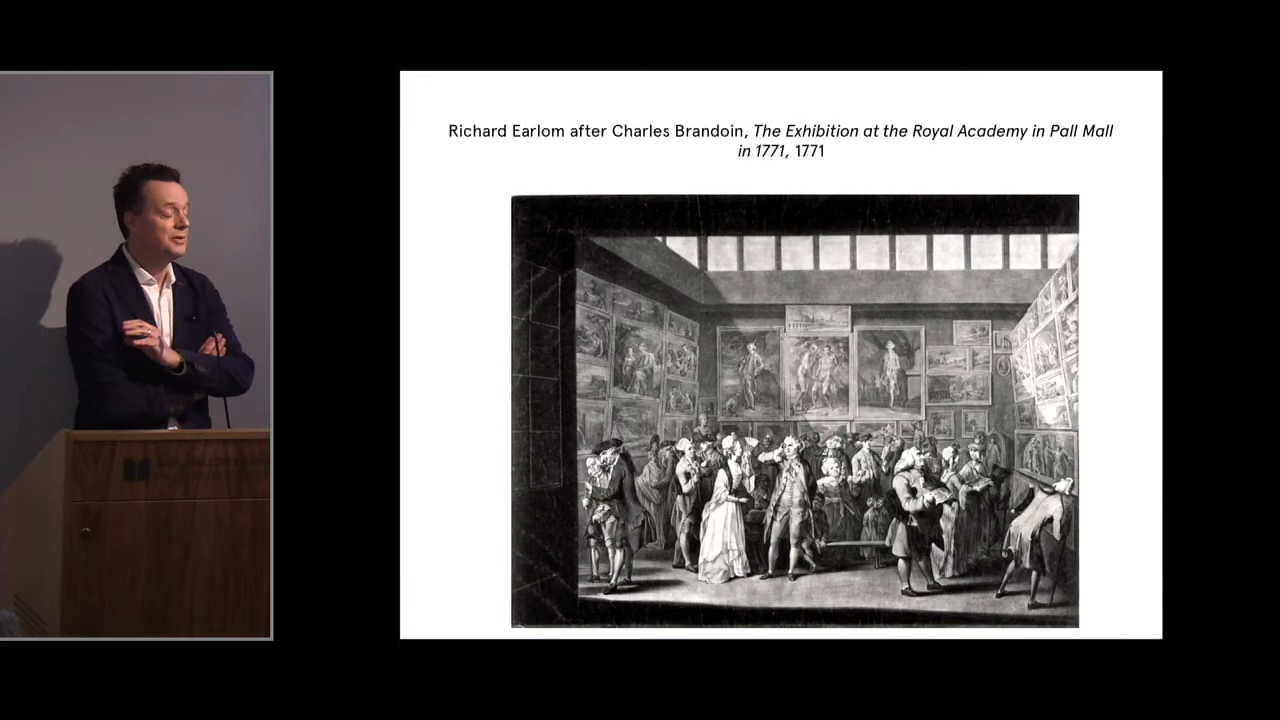 Richard Earlom after Charles Brandoin, The Exhibition at the Royal Academy in Pall Mall
in 1771, 1771